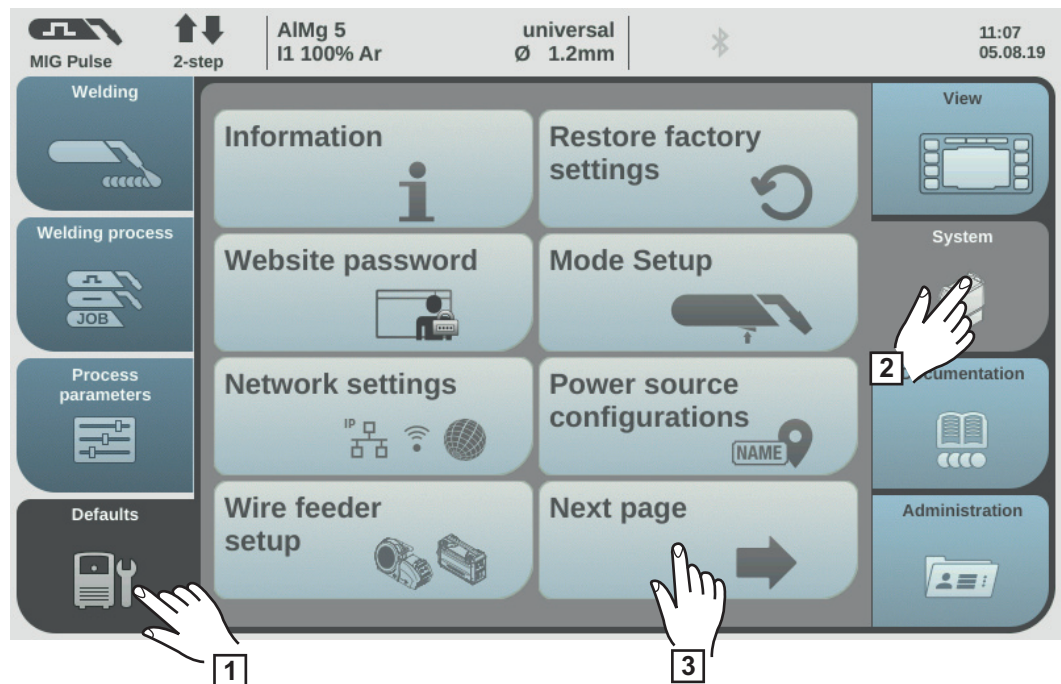 MIG Pulse
2-step
AlMg 5
I1 100% Ar
universal
Ø 1.2mm
11:07
05.08.19
Welding
Welding process
JOB
Process
parameters
Defaults
Information
Restore factory
settings
Website password
Mode Setup
Network settings
IP
Power source
configurations
NAME
Wire feeder
setup
Next page
View
System
Administration
1
2
3